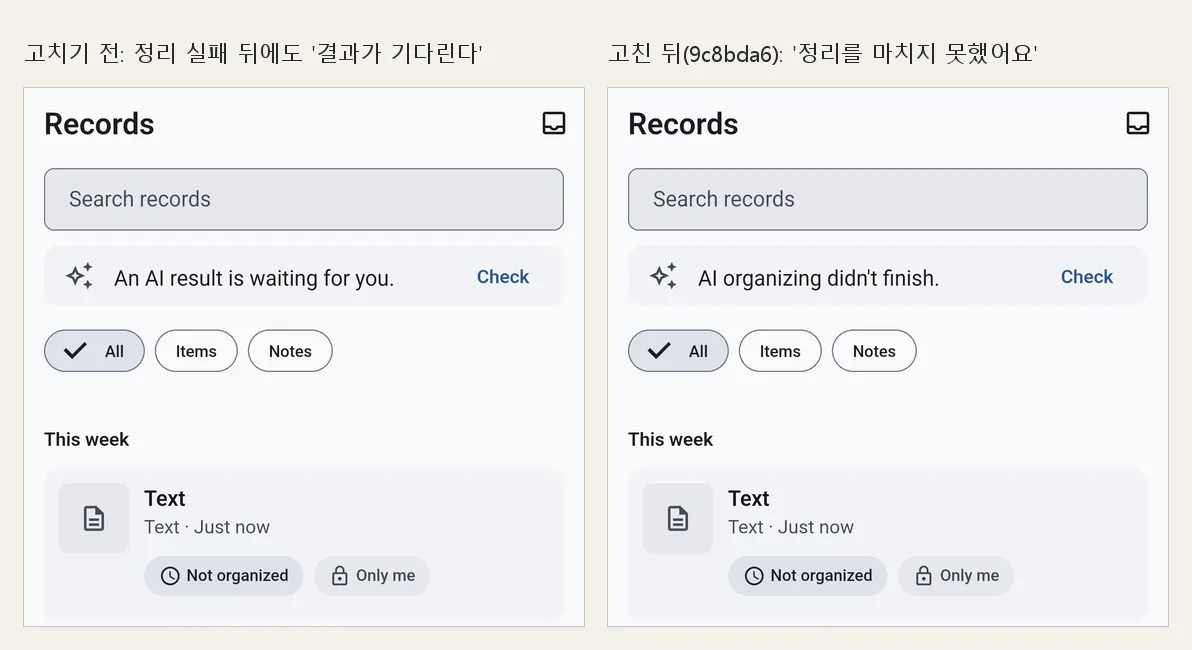 고치기 전: 정리 실패 뒤에도 '결과가 기다린다'
Records
Search records
An AI result is waiting for you.
Check
All
Items
Notes
This week
Text
Text · Just now
Not organized
Only me
고친 뒤(9c8bda6): '정리를 마치지 못했어요'
Records
Search records
AI organizing didn't finish.
Check
All
Items
Notes
This week
Text
Text · Just now
Not organized
Only me